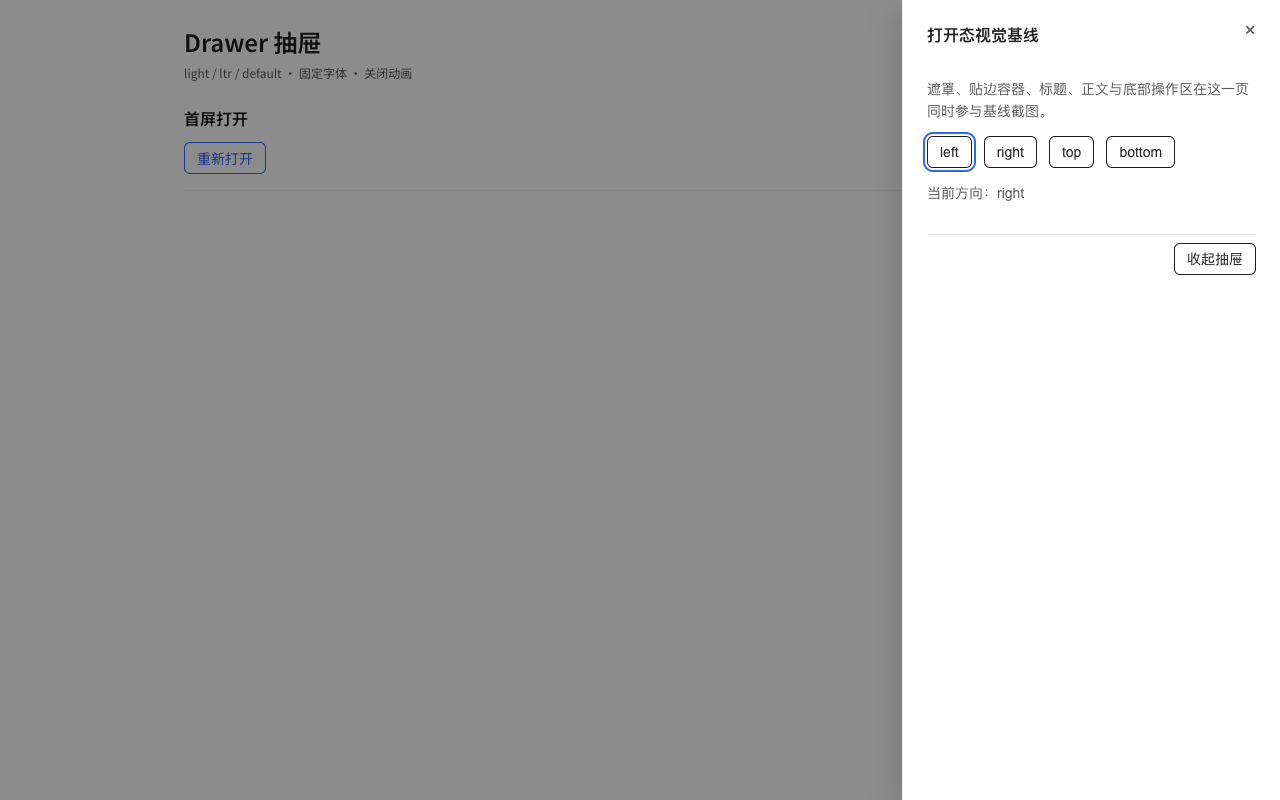 Drawer 抽屉
light / ltr / default · 固定字体 · 关闭动画
首屏打开
重新打开
打开态视觉基线
×
遮罩、贴边容器、标题、正文与底部操作区在这一页
同时参与基线截图。
left right top bottom
当前方向：right
收起抽屉